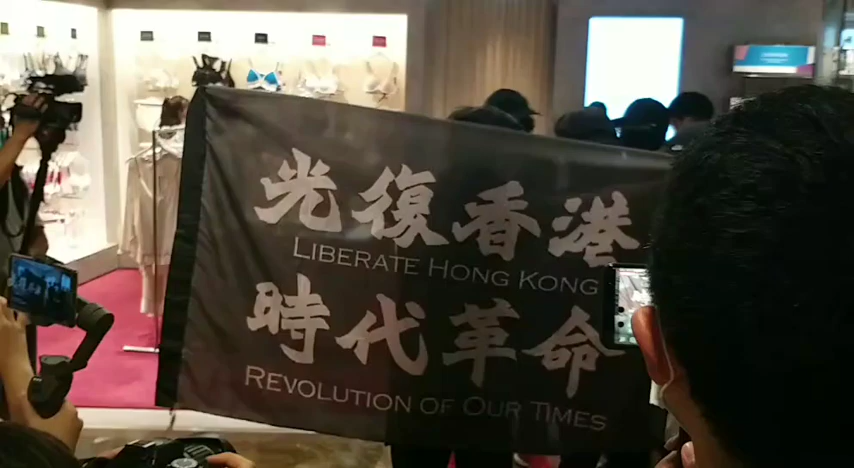 光復香港
LIBERATE HONG KONG
時代革命
REVOLUTION OF OUR TIMES